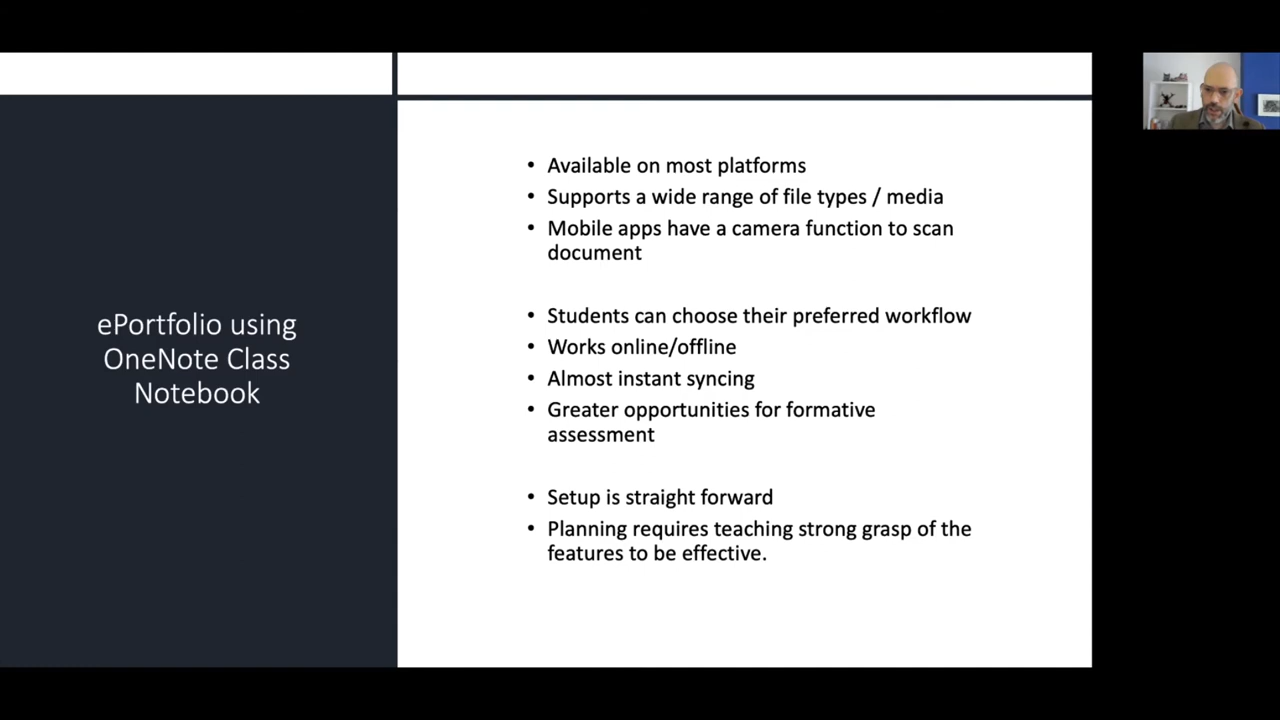 ePortfolio using
OneNote Class
Notebook
• Available on most platforms
• Supports a wide range of file types / media
• Mobile apps have a camera function to scan
document
• Students can choose their preferred workflow
• Works online/offline
• Almost instant syncing
• Greater opportunities for formative
assessment
• Setup is straight forward
• Planning requires teaching strong grasp of the
features to be effective.